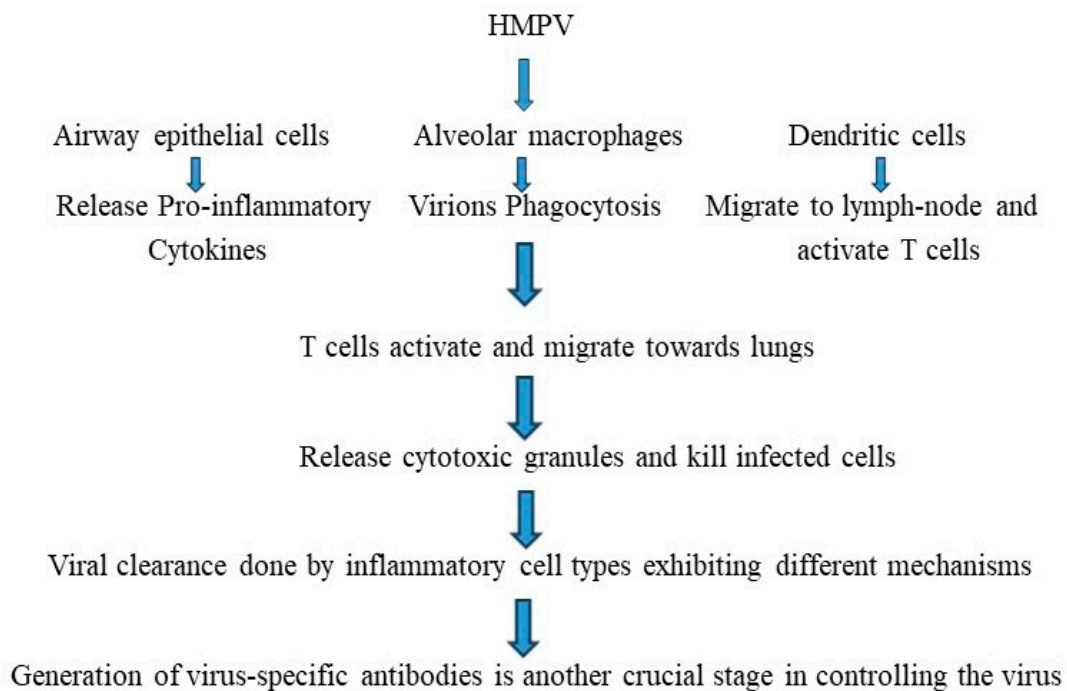 HMPV
Airway epithelial cells
Alveolar macrophages
Dendritic cells
Release Pro-inflammatory
Cytokines
Virions Phagocytosis
Migrate to lymph-node and
activate T cells
T cells activate and migrate towards lungs
Release cytotoxic granules and kill infected cells
Viral clearance done by inflammatory cell types exhibiting different mechanisms
Generation of virus-specific antibodies is another crucial stage in controlling the virus